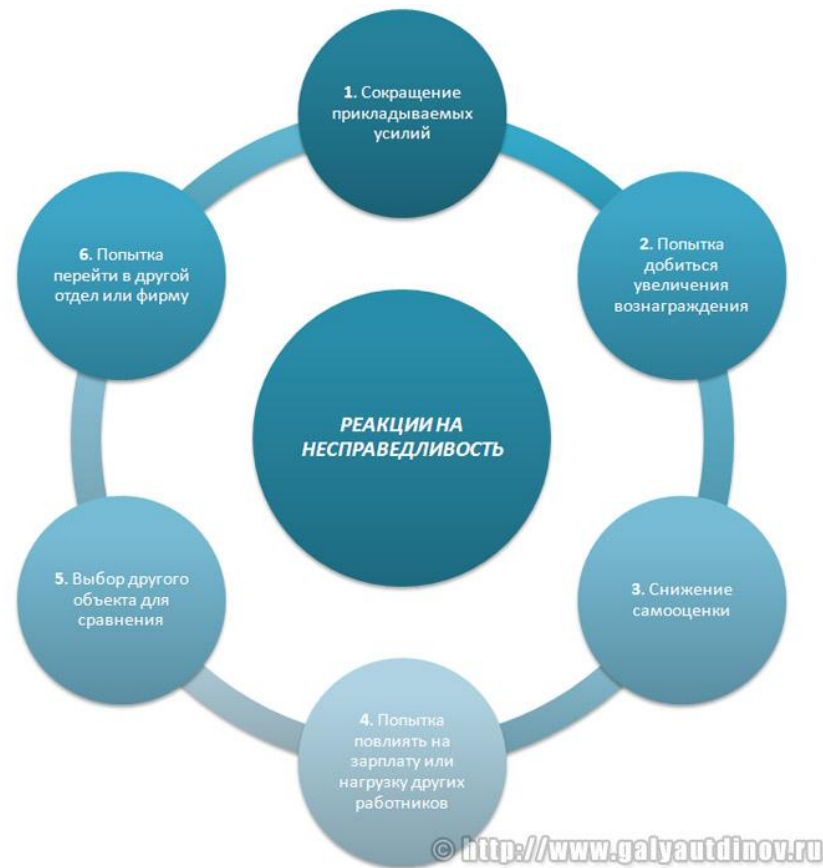 1. Сокращение
прикладываемых
усилий
2. Попытка
добиться
увеличения
вознаграждения
3. Снижение
самооценки
4. Попытка
повлиять на
зарплату или
нагрузку других
работников
5. Выбор другого
объекта для
сравнения
6. Попытка
перейти в другой
отдел или фирму
РЕАКЦИИ НА
НЕСПРАВЕДЛИВОСТЬ
© http://www.galyautdinov.ru